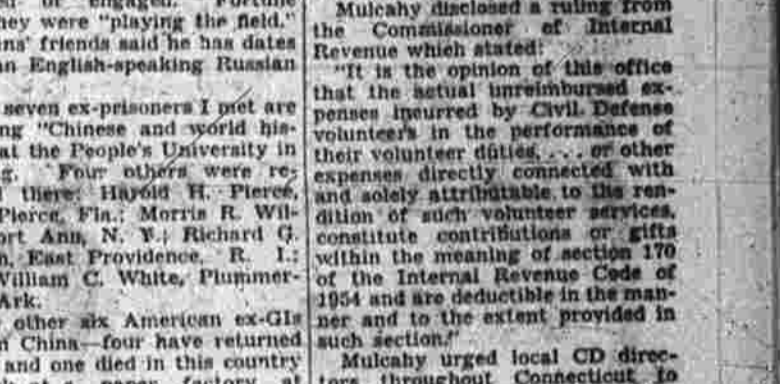 hey were "playing the field."
ns' friends said he has dates
n English-speaking Russian
seven ex-prisoners I met are
ng "Chinese and world his-
at the People's University in
g. Four others were re-
there: Harold H. Pierce,
Pierce, Fla.; Morris R. Wil-
ort Ann, N. Y.; Richard G.
n, East Providence, R. I.;
William C. White, Plummer-
Ark.
other six American ex-GIs
n China—four have returned
and one died in this country
Mulcahy disclosed a ruling from
the Commissioner of Internal
Revenue which stated:
"It is the opinion of this office
that the actual unreimbursed ex-
penses incurred by Civil Defense
volunteers in the performance of
their volunteer duties, . . . or other
expenses directly connected with
and solely attributable to the ren-
dition of such volunteer services,
constitute contributions or gifts
within the meaning of section 170
of the Internal Revenue Code of
1954 and are deductible in the man-
ner and to the extent provided in
such section."
Mulcahy urged local CD direc-
tors throughout Connecticut to